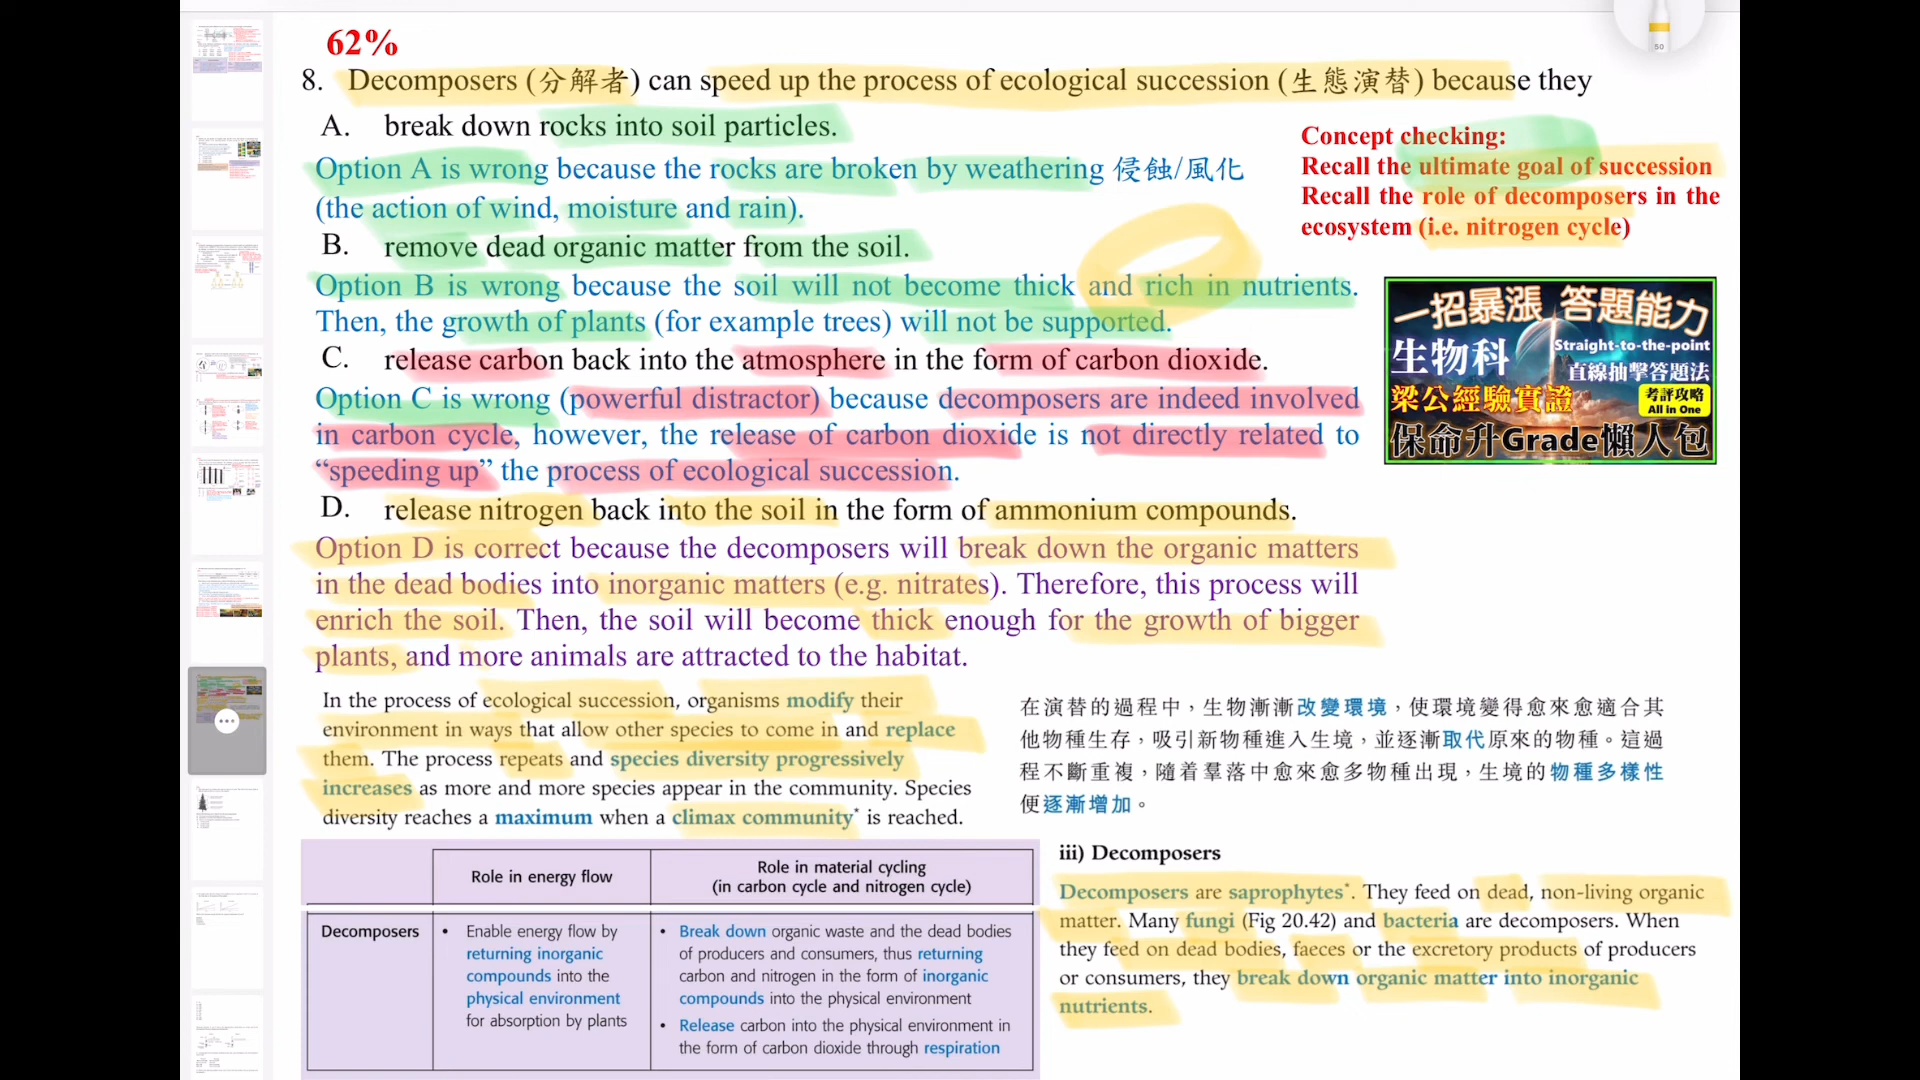 62%
8. Decomposers (分解者) can speed up the process of ecological succession (生態演替) because they
A. break down rocks into soil particles.
Option A is wrong because the rocks are broken by weathering 侵蝕/風化
(the action of wind, moisture and rain).
B. remove dead organic matter from the soil.
Option B is wrong because the soil will not become thick and rich in nutrients.
Then, the growth of plants (for example trees) will not be supported.
C. release carbon back into the atmosphere in the form of carbon dioxide.
Option C is wrong (powerful distractor) because decomposers are indeed involved
in carbon cycle, however, the release of carbon dioxide is not directly related to
“speeding up” the process of ecological succession.
D. release nitrogen back into the soil in the form of ammonium compounds.
Option D is correct because the decomposers will break down the organic matters
in the dead bodies into inorganic matters (e.g. nitrates). Therefore, this process will
enrich the soil. Then, the soil will become thick enough for the growth of bigger
plants, and more animals are attracted to the habitat.
Concept checking:
Recall the ultimate goal of succession
Recall the role of decomposers in the
ecosystem (i.e. nitrogen cycle)
50
一招暴漲 答題能力
生物科
Straight-to-the-point
直線抽擊答題法
梁公經驗實證
考評攻略
All in One
保命升Grade懶人包
In the process of ecological succession, organisms modify their
environment in ways that allow other species to come in and replace
them. The process repeats and species diversity progressively
increases as more and more species appear in the community. Species
diversity reaches a maximum when a climax community* is reached.
在演替的過程中，生物漸漸改變環境，使環境變得愈來愈適合其
他物種生存，吸引新物種進入生境，並逐漸取代原來的物種。這過
程不斷重複，隨着羣落中愈來愈多物種出現，生境的物種多樣性
便逐漸增加。
Role in energy flow
Role in material cycling
(in carbon cycle and nitrogen cycle)
Decomposers
• Enable energy flow by
returning inorganic
compounds into the
physical environment
for absorption by plants
• Break down organic waste and the dead bodies
of producers and consumers, thus returning
carbon and nitrogen in the form of inorganic
compounds into the physical environment
• Release carbon into the physical environment in
the form of carbon dioxide through respiration
iii) Decomposers
Decomposers are saprophytes*. They feed on dead, non-living organic
matter. Many fungi (Fig 20.42) and bacteria are decomposers. When
they feed on dead bodies, faeces or the excretory products of producers
or consumers, they break down organic matter into inorganic
nutrients.